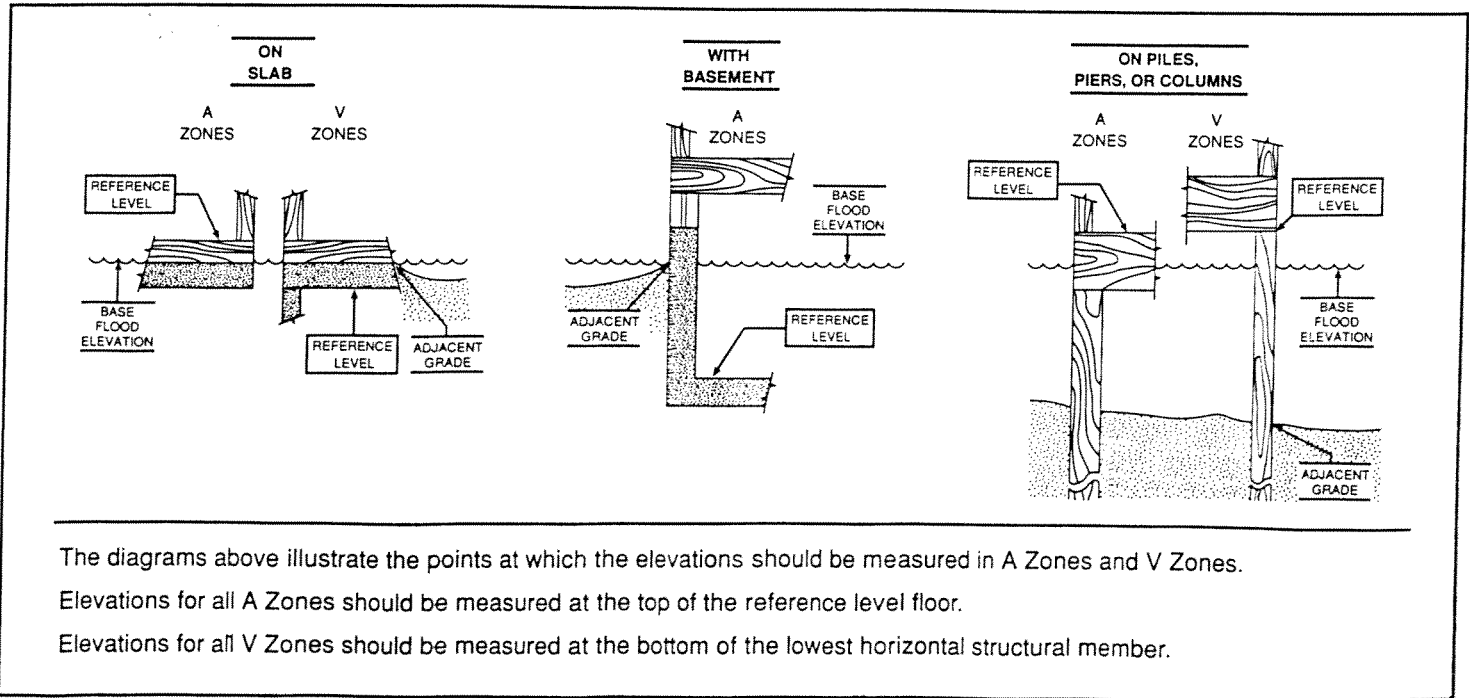 ON
SLAB
A
ZONES
V
ZONES
REFERENCE
LEVEL
BASE
FLOOD
ELEVATION
REFERENCE
LEVEL
ADJACENT
GRADE
WITH
BASEMENT
A
ZONES
BASE
FLOOD
ELEVATION
ADJACENT
GRADE
REFERENCE
LEVEL
ON PILES,
PIERS, OR COLUMNS
A
ZONES
V
ZONES
REFERENCE
LEVEL
REFERENCE
LEVEL
BASE
FLOOD
ELEVATION
ADJACENT
GRADE
The diagrams above illustrate the points at which the elevations should be measured in A Zones and V Zones.
Elevations for all A Zones should be measured at the top of the reference level floor.
Elevations for all V Zones should be measured at the bottom of the lowest horizontal structural member.